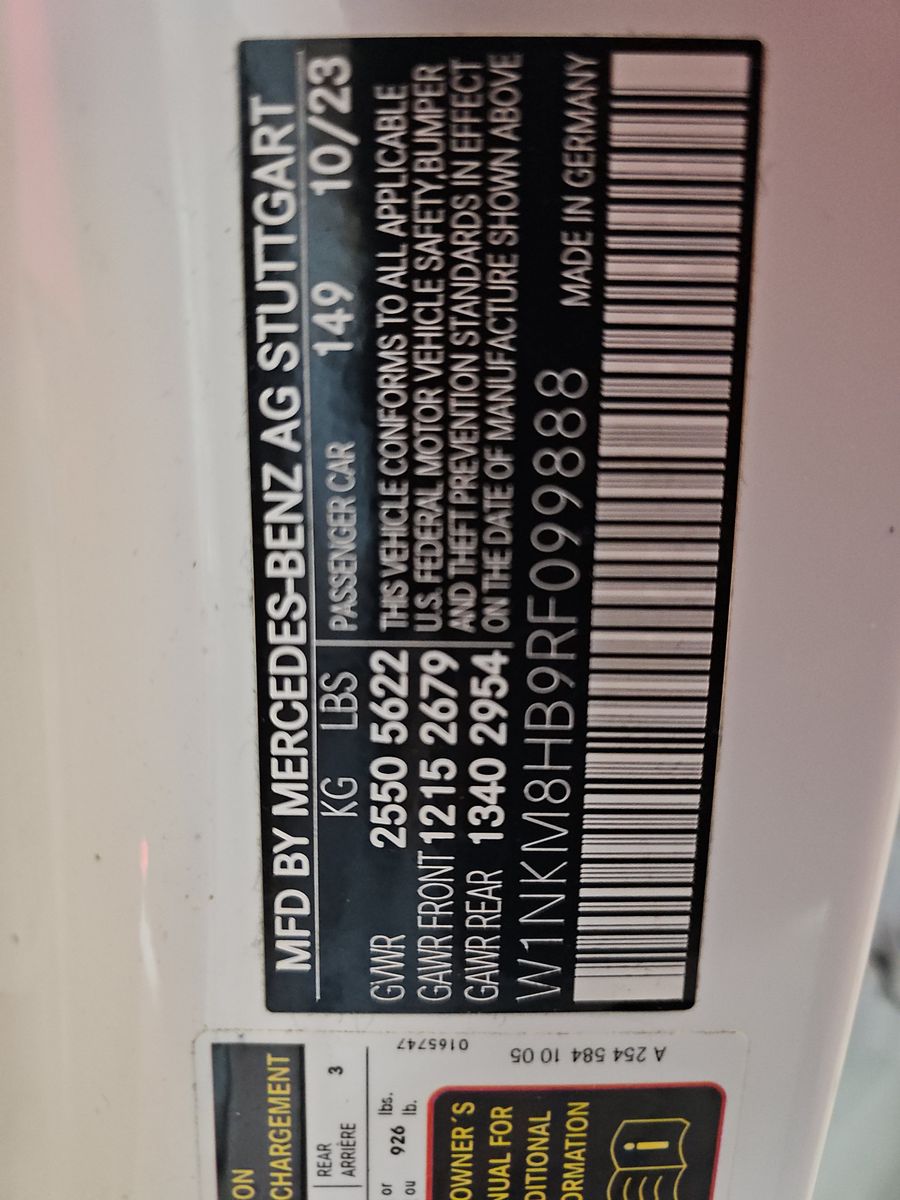 MFD BY MERCEDES-BENZ AG STUTTGART
KG LBS PASSENGER CAR 149 10/23
GVWR 2550 5622
GAWR FRONT 1215 2679
GAWR REAR 1340 2954
THIS VEHICLE CONFORMS TO ALL APPLICABLE
U.S. FEDERAL MOTOR VEHICLE SAFETY,BUMPER
AND THEFT PREVENTION STANDARDS IN EFFECT
ON THE DATE OF MANUFACTURE SHOWN ABOVE
W1NKM8HB9RF099888 MADE IN GERMANY
ON
CHARGEMENT
REAR
ARRIÈRE
3
or 926 lbs.
ou lb.
0165747
A 254 584 10 05
OWNER´S
NUAL FOR
DITIONAL
ORMATION